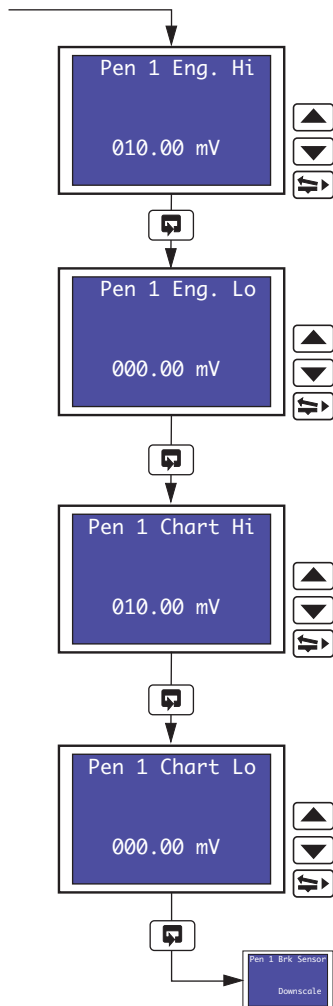 Pen 1 Eng. Hi
010.00 mV
Pen 1 Eng. Lo
000.00 mV
Pen 1 Chart Hi
010.00 mV
Pen 1 Chart Lo
000.00 mV
Pen 1 Brk Sensor
Downscale